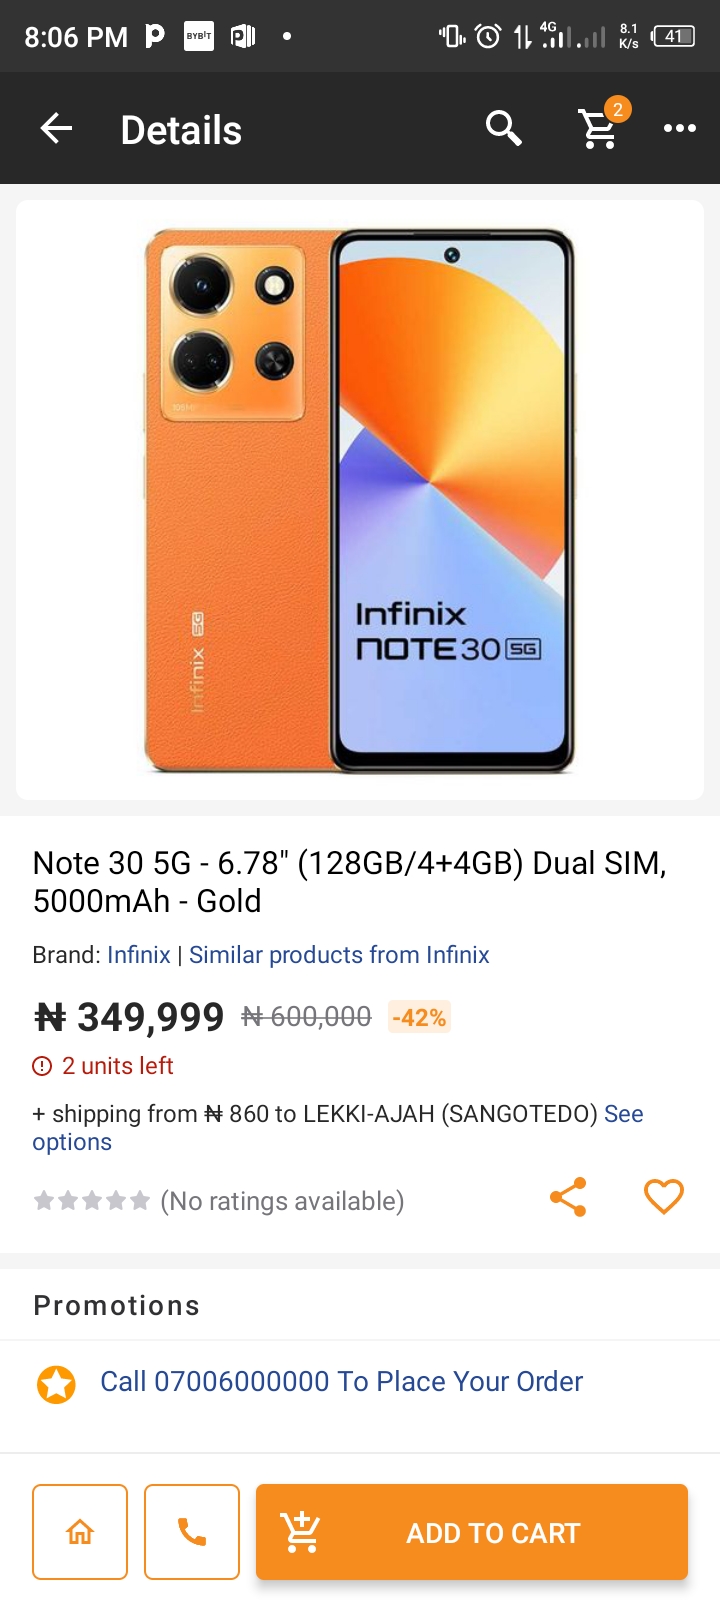 8:06 PM
BYBIT
4G
8.1
K/s
41
Details
2
Infinix 5G
Infinix
NOTE 30 5G
Note 30 5G - 6.78" (128GB/4+4GB) Dual SIM,
5000mAh - Gold
Brand: Infinix | Similar products from Infinix
₦ 349,999 ₦ 600,000 -42%
2 units left
+ shipping from ₦ 860 to LEKKI-AJAH (SANGOTEDO) See
options
(No ratings available)
Promotions
Call 07006000000 To Place Your Order
ADD TO CART